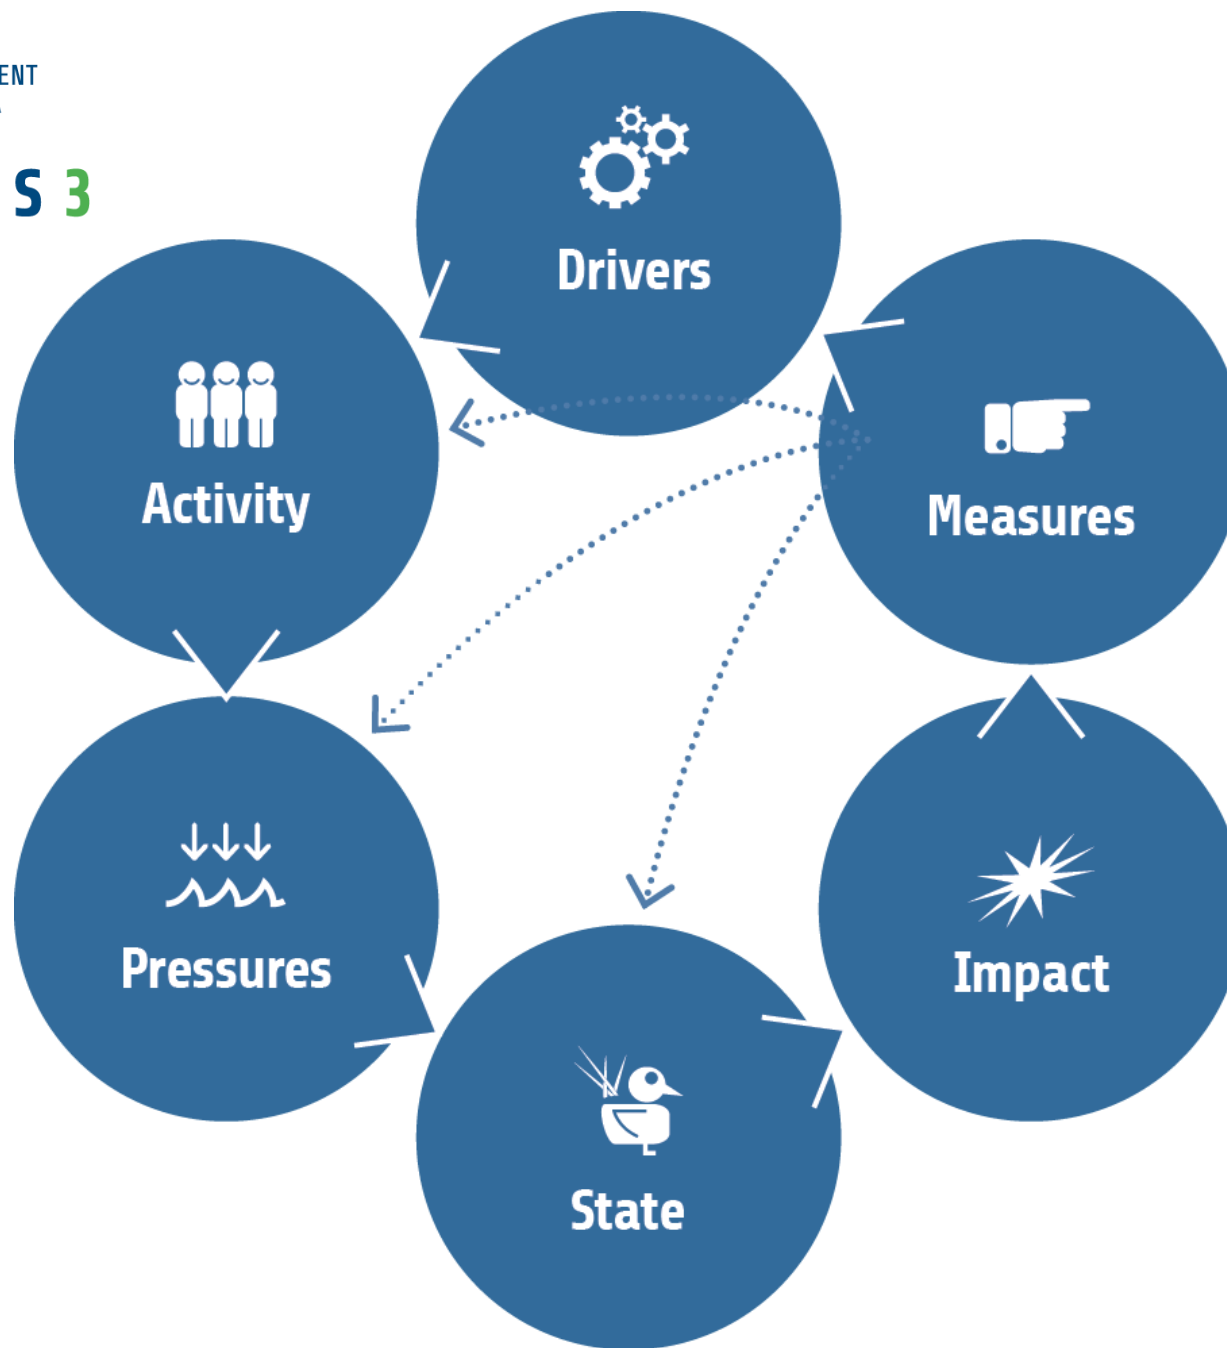 ENT
S 3
Drivers
Activity
Measures
Pressures
Impact
State